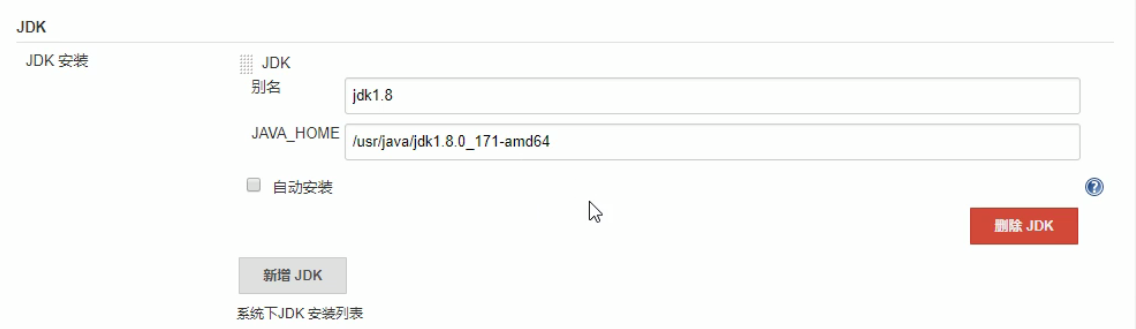 JDK
JDK 安装
JDK
别名
jdk1.8
JAVA_HOME
/usr/java/jdk1.8.0_171-amd64
自动安装
?
删除 JDK
新增 JDK
系统下JDK 安装列表